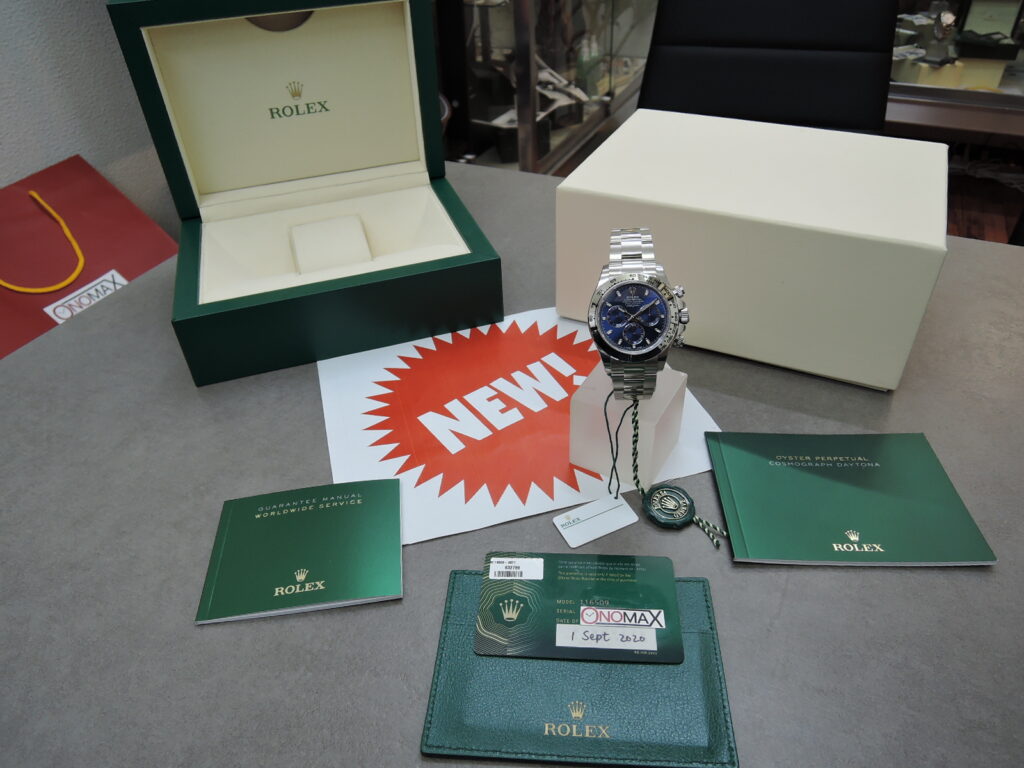 ROLEX
ONOMAX
NEW!
OYSTER PERPETUAL
COSMOGRAPH DAYTONA
ROLEX
GUARANTEE MANUAL
WORLDWIDE SERVICE
ROLEX
ROLEX
MODEL 116509
SERIAL
ONOMAX
DATE OF
1 Sept 2020
ROLEX